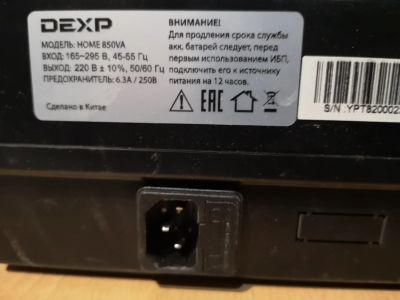 DEXP
МОДЕЛЬ: HOME 850VA
ВХОД: 165~295 В, 45-55 Гц
ВЫХОД: 220 В ± 10%, 50/60 Гц
ПРЕДОХРАНИТЕЛЬ: 6.3A / 250В
Сделано в Китае
ВНИМАНИЕ!
Для продления срока службы
акк. батарей следует, перед
первым использованием ИБП,
подключить его к источнику
питания на 12 часов.
EAC
S/N :YPT820002